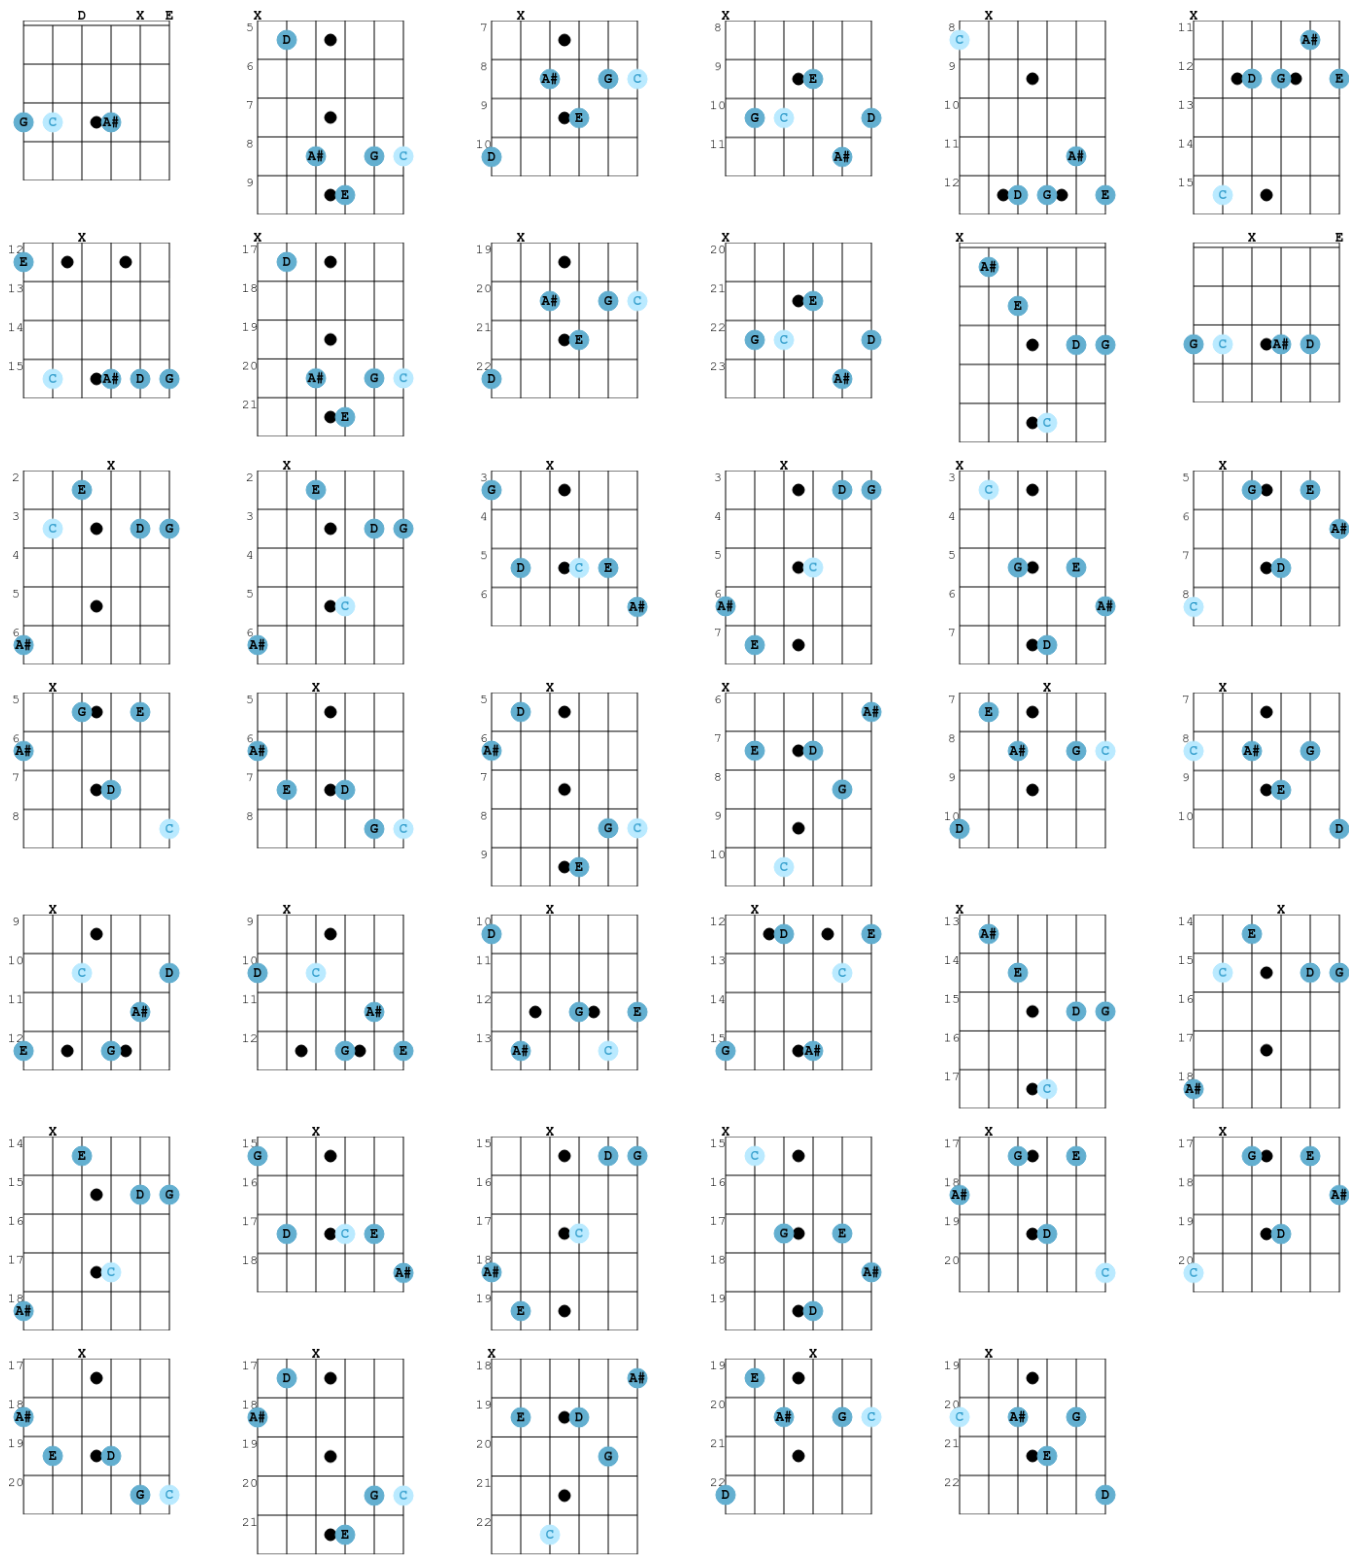 D X E
G C A#
X
5 D
6
7
8 A# G C
9 E
X
7
8 A# G C
9 E
10 D
X
8
9 E
10 G C D
11 A#
X
8 C
9
10
11 A#
12 D G E
X
11 A#
12 D G E
13
14
15 C
X
12 E
13
14
15 C A# D G
X
17 D
18
19
20 A# G C
21 E
X
19
20 A# G C
21 E
22 D
X
20
21 E
22 G C D
23 A#
X
A#
E
D G
C
X E
G C A# D
X
2 E
3 C D G
4
5
6 A#
X
2 E
3 D G
4
5 C
6 A#
X
3 G
4
5 D C E
6 A#
X
3 D G
4
5 C
6 A#
7 E
X
3 C
4
5 G E
6 A#
7 D
X
5 G E
6 A#
7 D
8 C
X
5 G E
6 A#
7 D
8 C
X
5
6 A#
7 E D
8 G C
X
5 D
6 A#
7
8 G C
9 E
X
6 A#
7 E D
8 G
9
10 C
X
7 E
8 A# G C
9
10 D
X
7
8 C A# G
9 E
10 D
X
9
10 C D
11 A#
12 E G
X
9
10 D C
11 A#
12 G E
X
10 D
11
12 G E
13 A# C
X
12 D E
13 C
14
15 G A#
X
13 A#
14 E
15 D G
16
17 C
X
14 E
15 C D G
16
17
18 A#
X
14 E
15 D G
16
17 C
18 A#
X
15 G
16
17 D C E
18 A#
X
15 D G
16
17 C
18 A#
19 E
X
15 C
16
17 G E
18 A#
19 D
X
17 G E
18 A#
19 D
20 C
X
17 G E
18 A#
19 D
20 C
X
17
18 A#
19 E D
20 G C
X
17 D
18 A#
19
20 G C
21 E
X
18 A#
19 E D
20 G
21
22 C
X
19 E
20 A# G C
21
22 D
X
19
20 C A# G
21 E
22 D